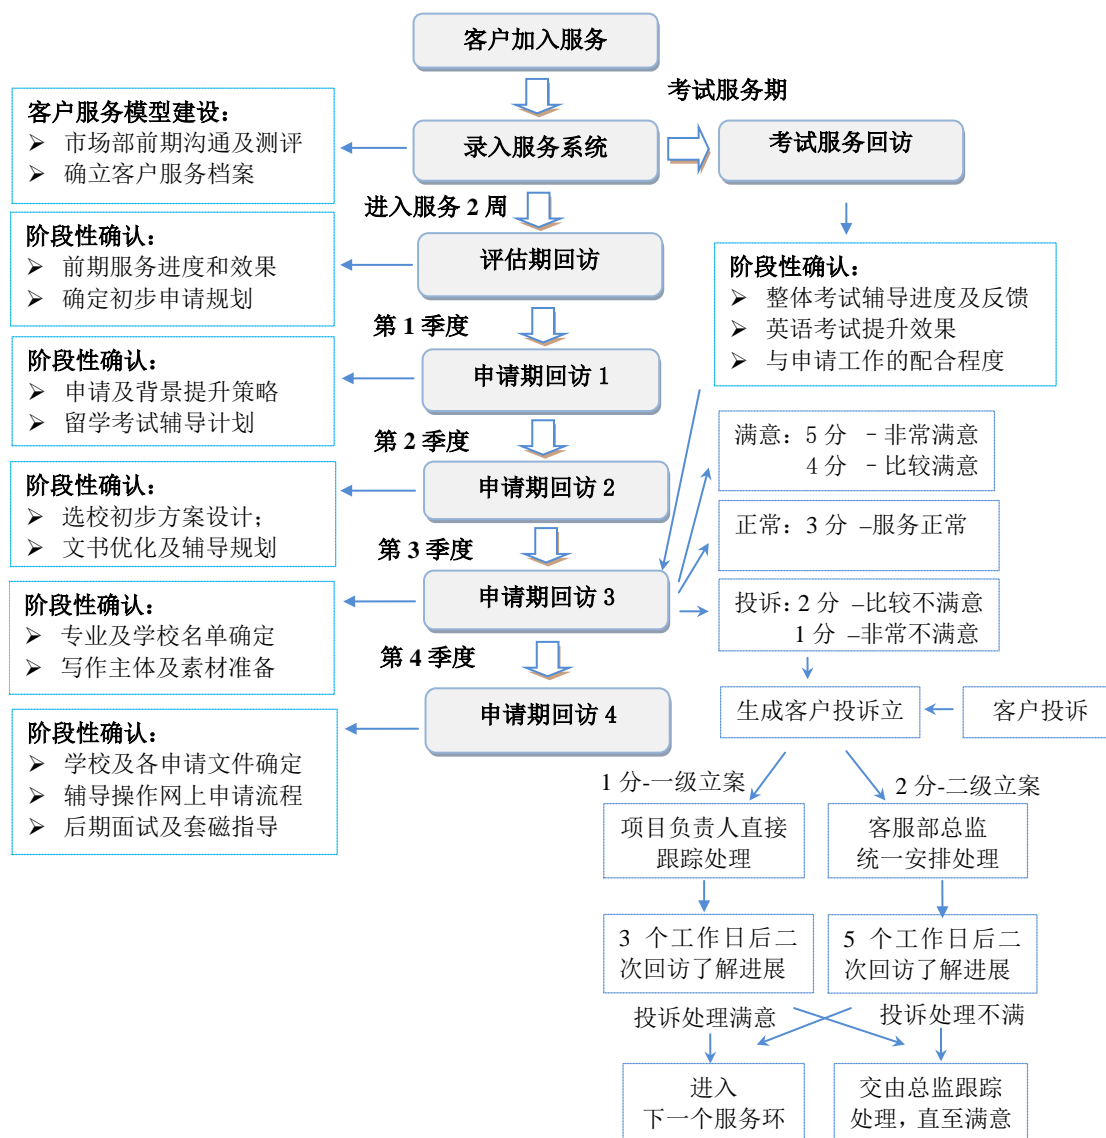 客户加入服务
考试服务期
客户服务模型建设：
➢ 市场部前期沟通及测评
➢ 确立客户服务档案
录入服务系统
考试服务回访
进入服务 2 周
阶段性确认：
➢ 前期服务进度和效果
➢ 确定初步申请规划
评估期回访
阶段性确认：
➢ 整体考试辅导进度及反馈
➢ 英语考试提升效果
➢ 与申请工作的配合程度
第 1 季度
阶段性确认：
➢ 申请及背景提升策略
➢ 留学考试辅导计划
申请期回访 1
第 2 季度
满意：5 分 －非常满意
4 分 －比较满意
阶段性确认：
➢ 选校初步方案设计；
➢ 文书优化及辅导规划
申请期回访 2
正常：3 分 –服务正常
第 3 季度
阶段性确认：
➢ 专业及学校名单确定
➢ 写作主体及素材准备
申请期回访 3
投诉：2 分 –比较不满意
1 分 –非常不满意
第 4 季度
阶段性确认：
➢ 学校及各申请文件确定
➢ 辅导操作网上申请流程
➢ 后期面试及套磁指导
申请期回访 4
生成客户投诉立
客户投诉
1 分-一级立案
2 分-二级立案
项目负责人直接
跟踪处理
客服部总监
统一安排处理
3 个工作日后二
次回访了解进展
5 个工作日后二
次回访了解进展
投诉处理满意
投诉处理不满
进入
下一个服务环
交由总监跟踪
处理，直至满意